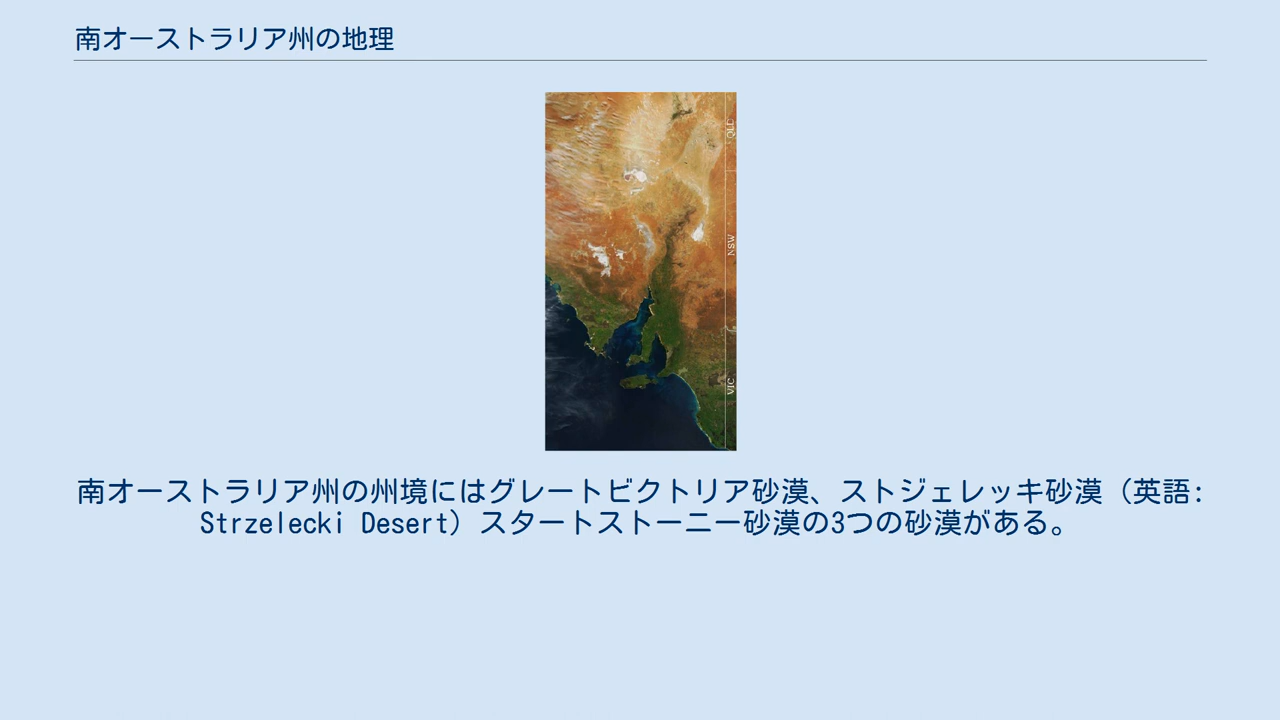 南オーストラリア州の地理
QLD
NSW
VIC
南オーストラリア州の州境にはグレートビクトリア砂漠、ストジェレッキ砂漠（英語:
Strzelecki Desert）スタートストーニー砂漠の3つの砂漠がある。